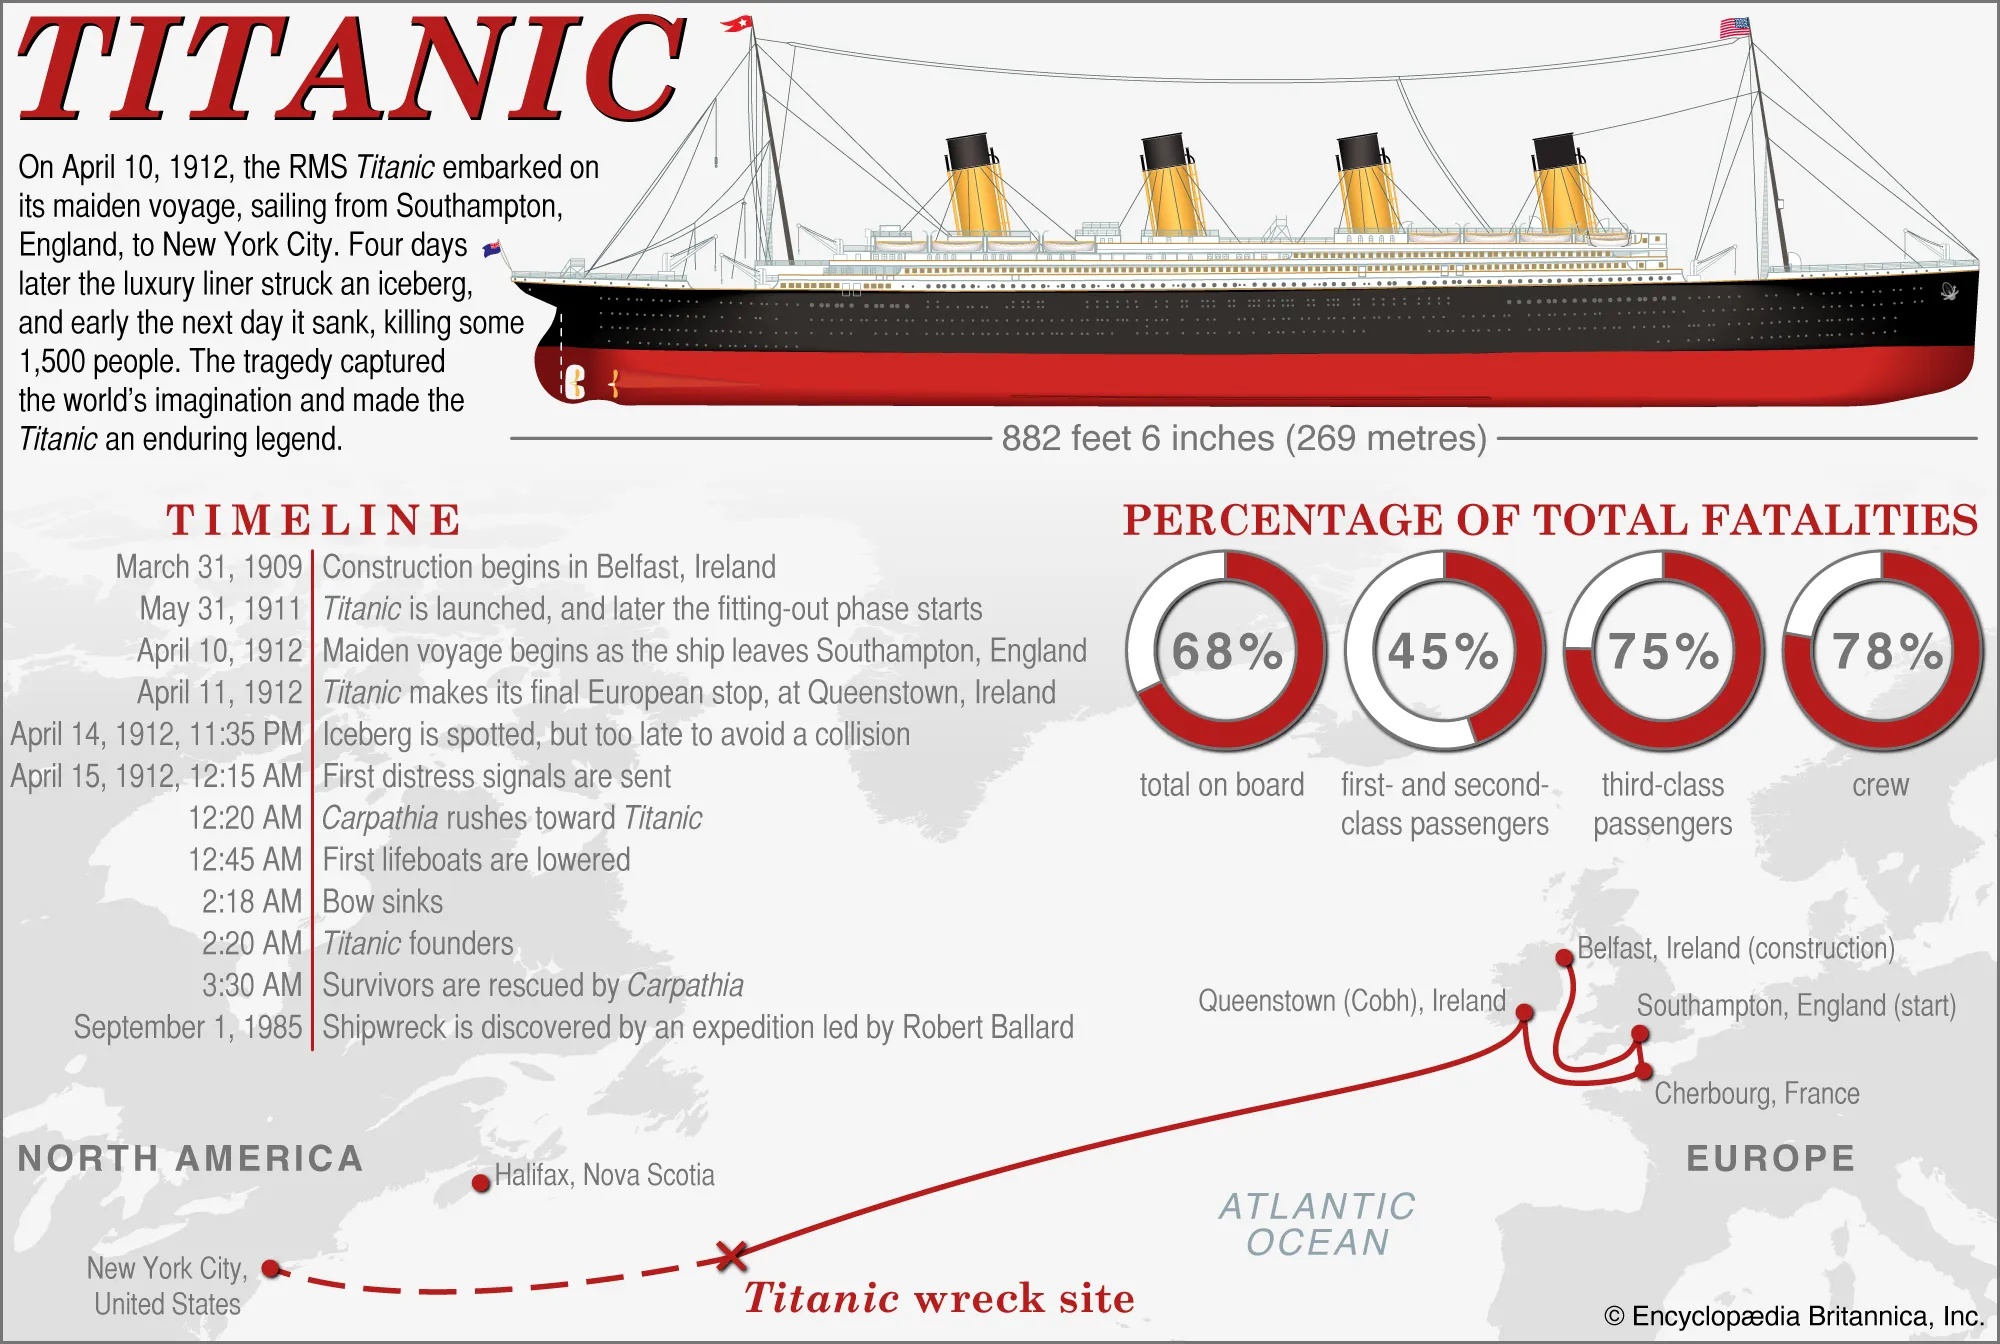 TITANIC
On April 10, 1912, the RMS Titanic embarked on
its maiden voyage, sailing from Southampton,
England, to New York City. Four days
later the luxury liner struck an iceberg,
and early the next day it sank, killing some
1,500 people. The tragedy captured
the world's imagination and made the
Titanic an enduring legend.
882 feet 6 inches (269 metres)
TIMELINE
March 31, 1909 Construction begins in Belfast, Ireland
May 31, 1911 Titanic is launched, and later the fitting-out phase starts
April 10, 1912 Maiden voyage begins as the ship leaves Southampton, England
April 11, 1912 Titanic makes its final European stop, at Queenstown, Ireland
April 14, 1912, 11:35 PM Iceberg is spotted, but too late to avoid a collision
April 15, 1912, 12:15 AM First distress signals are sent
12:20 AM Carpathia rushes toward Titanic
12:45 AM First lifeboats are lowered
2:18 AM Bow sinks
2:20 AM Titanic founders
3:30 AM Survivors are rescued by Carpathia
September 1, 1985 Shipwreck is discovered by an expedition led by Robert Ballard
PERCENTAGE OF TOTAL FATALITIES
68%
total on board
45%
first- and second-
class passengers
75%
third-class
passengers
78%
crew
Belfast, Ireland (construction)
Queenstown (Cobh), Ireland
Southampton, England (start)
Cherbourg, France
NORTH AMERICA
EUROPE
Halifax, Nova Scotia
ATLANTIC
OCEAN
New York City,
United States
Titanic wreck site
© Encyclopædia Britannica, Inc.